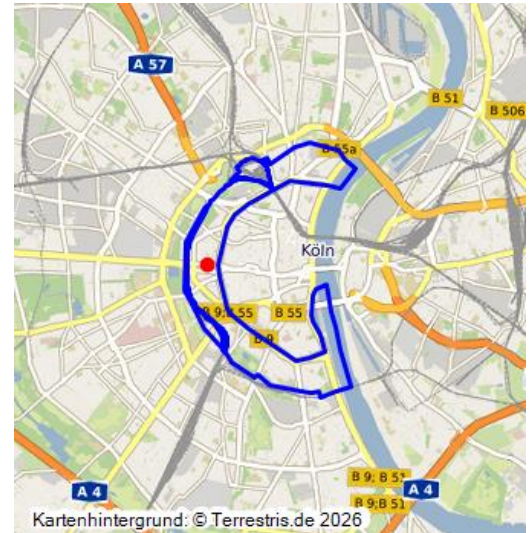 A 57
B 51
B 506
B 55a
Köln
B 9;B 55
B 55
B 9
B 9; B 51
A 4
A 4
B 9;B 51
Kartenhintergrund: © Terrestris.de 2026